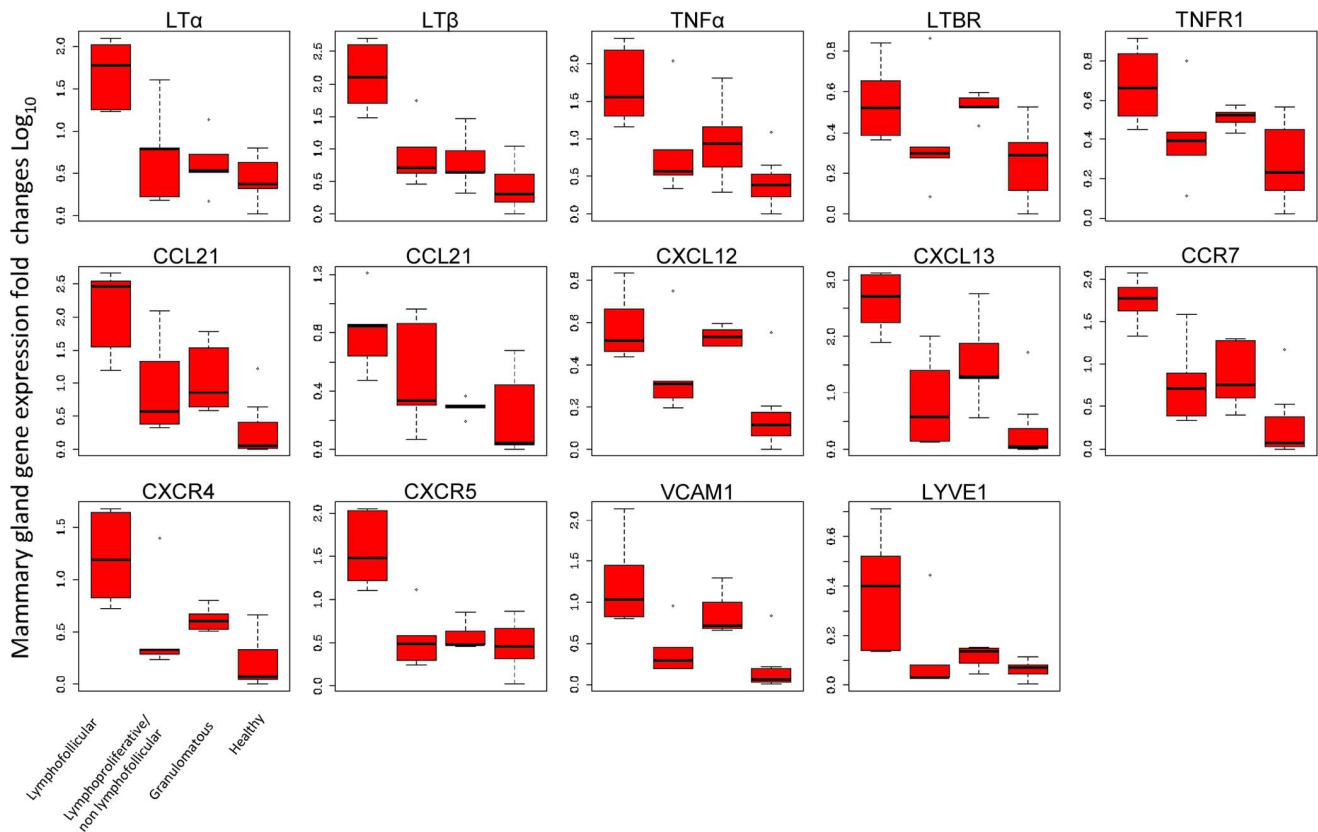 Mammary gland gene expression fold changes Log10
LTα
0.0 0.5 1.0 1.5 2.0
LTβ
0.0 0.5 1.0 1.5 2.0 2.5
TNFα
0.0 0.5 1.0 1.5 2.0
LTBR
0.0 0.2 0.4 0.6 0.8
TNFR1
0.0 0.2 0.4 0.6 0.8
CCL21
0.0 0.5 1.0 1.5 2.0 2.5
CCL21
0.0 0.4 0.8 1.2
CXCL12
0.0 0.2 0.4 0.6 0.8
CXCL13
0.0 1.0 2.0 3.0
CCR7
0.0 0.5 1.0 1.5 2.0
CXCR4
0.0 0.5 1.0 1.5
CXCR5
0.0 0.5 1.0 1.5 2.0
VCAM1
0.0 0.5 1.0 1.5 2.0
LYVE1
0.0 0.2 0.4 0.6
Lymphofollicular
Lymphoproliferative/
non lymphofollicular
Granulomatous
Healthy